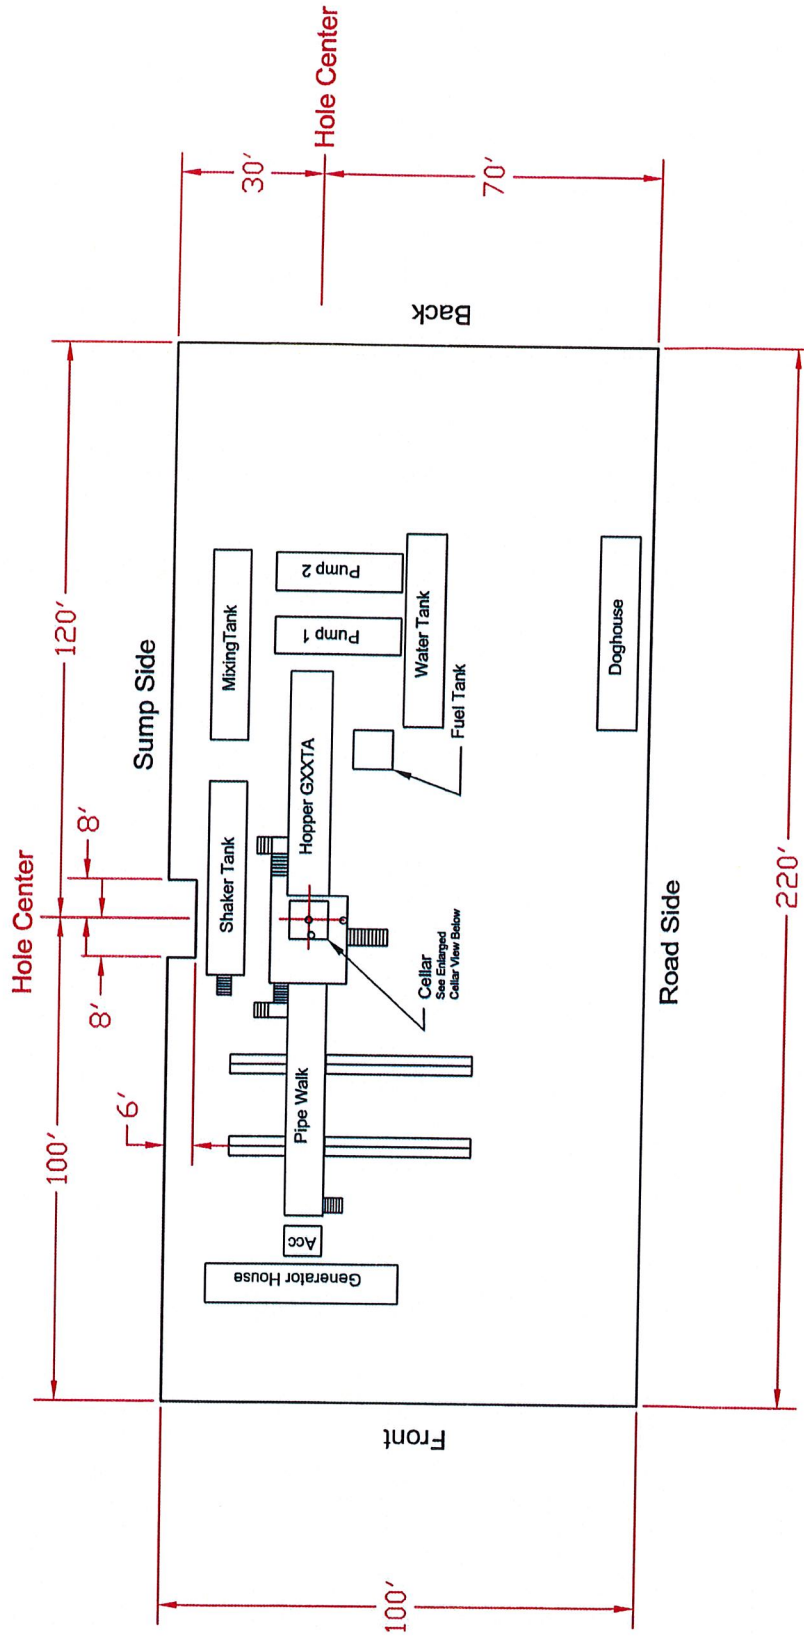 Hole Center
100'
120'
8'
8'
6'
Sump Side
30'
Hole Center
70'
Back
Front
100'
Shaker Tank
MixingTank
Generator House
Acc
Pipe Walk
Hopper GXXTA
Pump 1
Pump 2
Water Tank
Fuel Tank
Cellar
See Enlarged
Cellar View Below
Doghouse
Road Side
220'